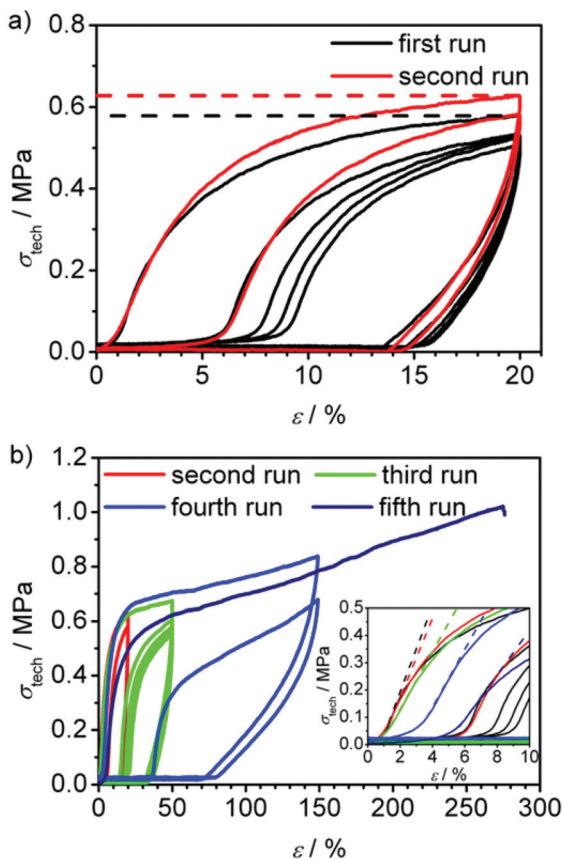 a)
0.8
0.6
0.4
0.2
0.0
σtech / MPa
first run
second run
0 5 10 15 20
ε / %
b)
1.2
1.0
0.8
0.6
0.4
0.2
0.0
σtech / MPa
second run third run
fourth run fifth run
0.5
0.4
0.3
0.2
0.1
0.0
σtech / MPa
0 2 4 6 8 10
ε / %
0 50 100 150 200 250 300
ε / %